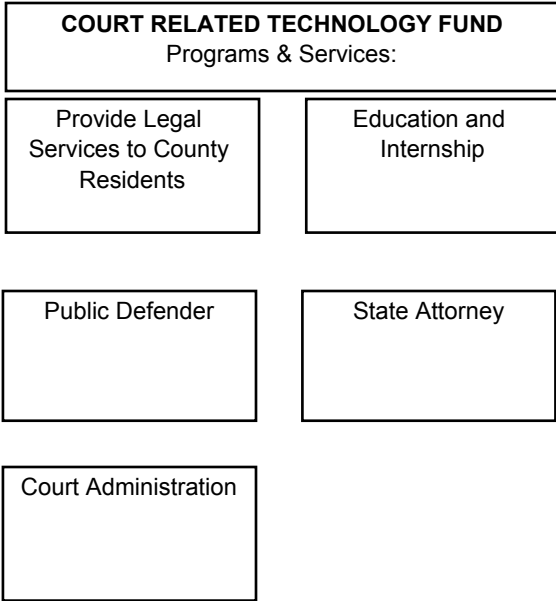 COURT RELATED TECHNOLOGY FUND
Programs & Services:
Provide Legal
Services to County
Residents
Education and
Internship
Public Defender
State Attorney
Court Administration